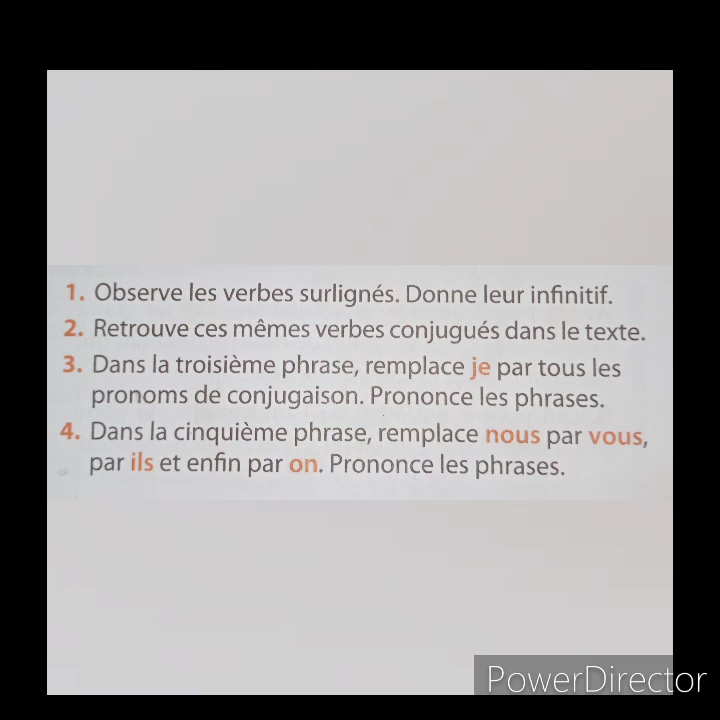 1. Observe les verbes surlignés. Donne leur infinitif.
2. Retrouve ces mêmes verbes conjugués dans le texte.
3. Dans la troisième phrase, remplace je par tous les
pronoms de conjugaison. Prononce les phrases.
4. Dans la cinquième phrase, remplace nous par vous,
par ils et enfin par on. Prononce les phrases.
PowerDirector